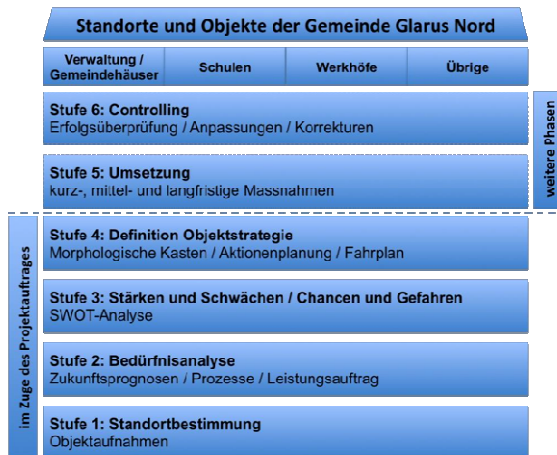 Standorte und Objekte der Gemeinde Glarus Nord
Verwaltung /
Gemeindehäuser
Schulen
Werkhöfe
Übrige
Stufe 6: Controlling
Erfolgsüberprüfung / Anpassungen / Korrekturen
Stufe 5: Umsetzung
kurz-, mittel- und langfristige Massnahmen
weitere Phasen
Stufe 4: Definition Objektstrategie
Morphologische Kasten / Aktionenplanung / Fahrplan
Stufe 3: Stärken und Schwächen / Chancen und Gefahren
SWOT-Analyse
Stufe 2: Bedürfnisanalyse
Zukunftsprognosen / Prozesse / Leistungsauftrag
Stufe 1: Standortbestimmung
Objektaufnahmen
im Zuge des Projektauftrages